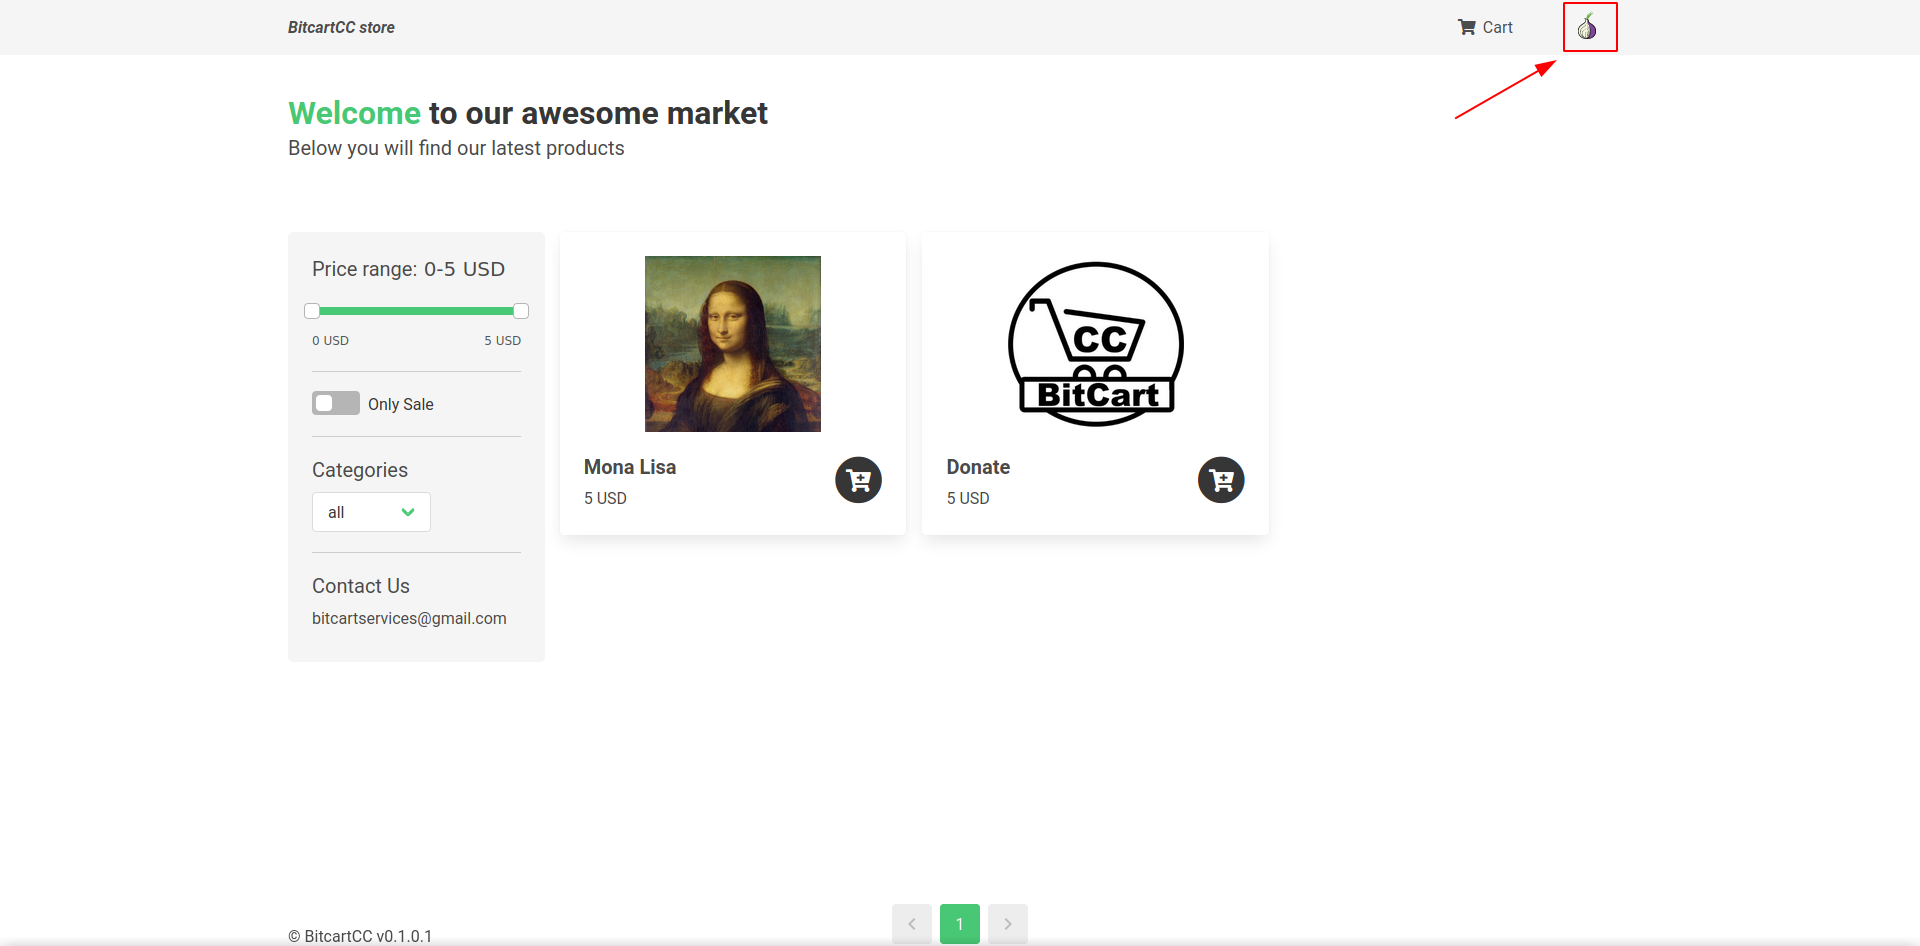 BitcartCC store
Cart
Welcome to our awesome market
Below you will find our latest products
Price range: 0-5 USD
0 USD
5 USD
Only Sale
Categories
all
Contact Us
bitcartservices@gmail.com
Mona Lisa
5 USD
CC
BitCart
Donate
5 USD
1
© BitcartCC v0.1.0.1